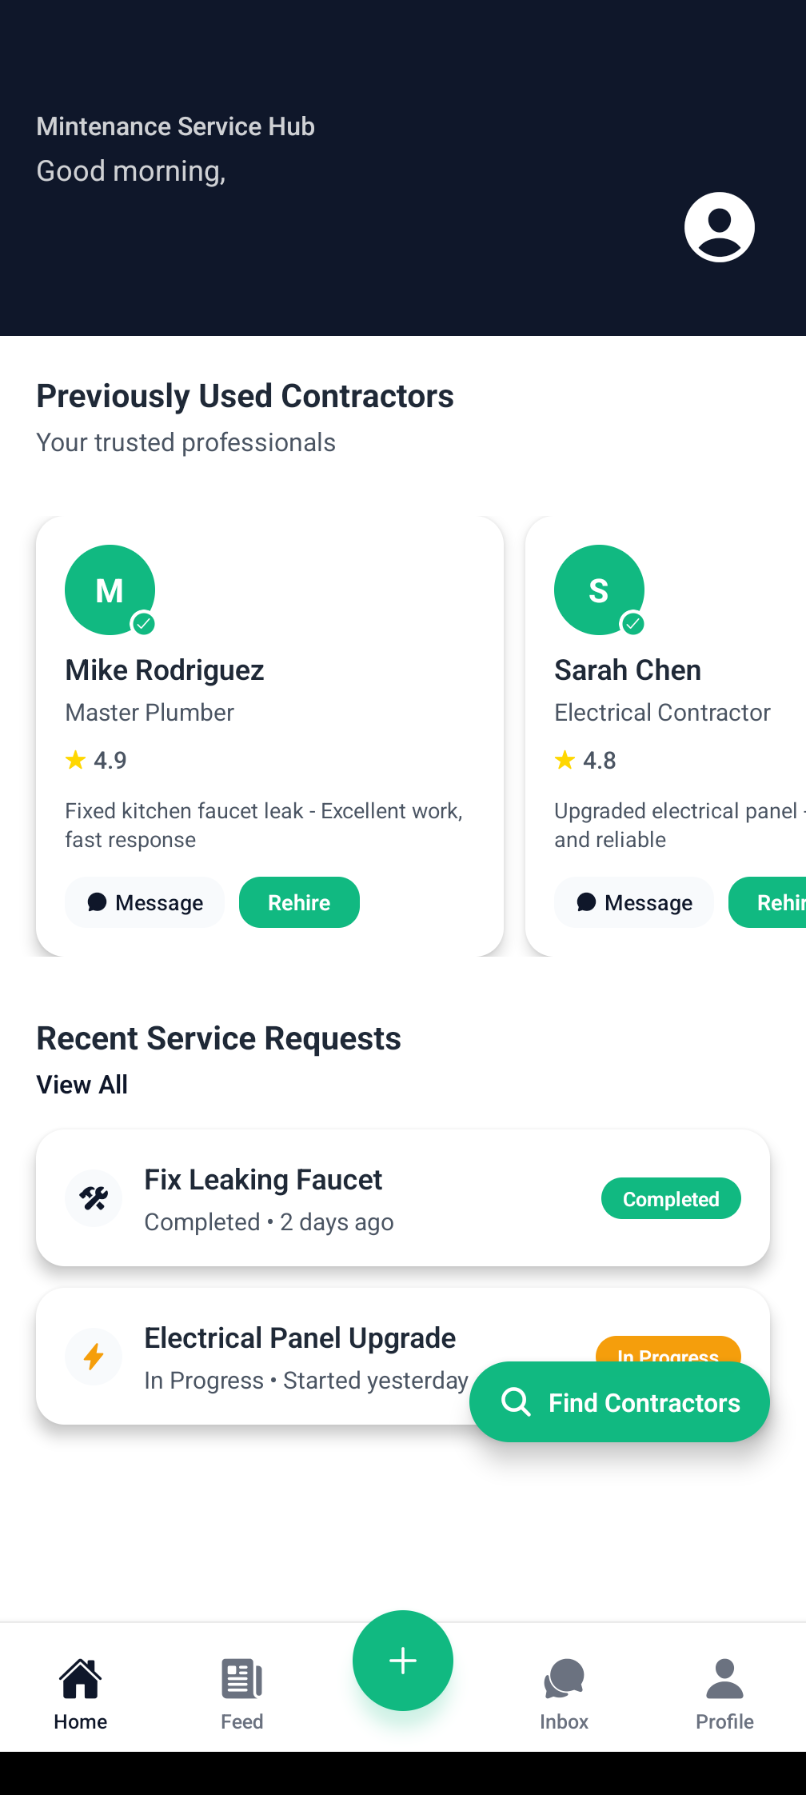 Mintenance Service Hub
Good morning,
Previously Used Contractors
Your trusted professionals
M
Mike Rodriguez
Master Plumber
4.9
Fixed kitchen faucet leak - Excellent work,
fast response
Message
Rehire
S
Sarah Chen
Electrical Contractor
4.8
Upgraded electrical panel -
and reliable
Message
Rehir
Recent Service Requests
View All
Fix Leaking Faucet
Completed • 2 days ago
Completed
Electrical Panel Upgrade
In Progress • Started yesterday
In Progress
Find Contractors
Home
Feed
Inbox
Profile